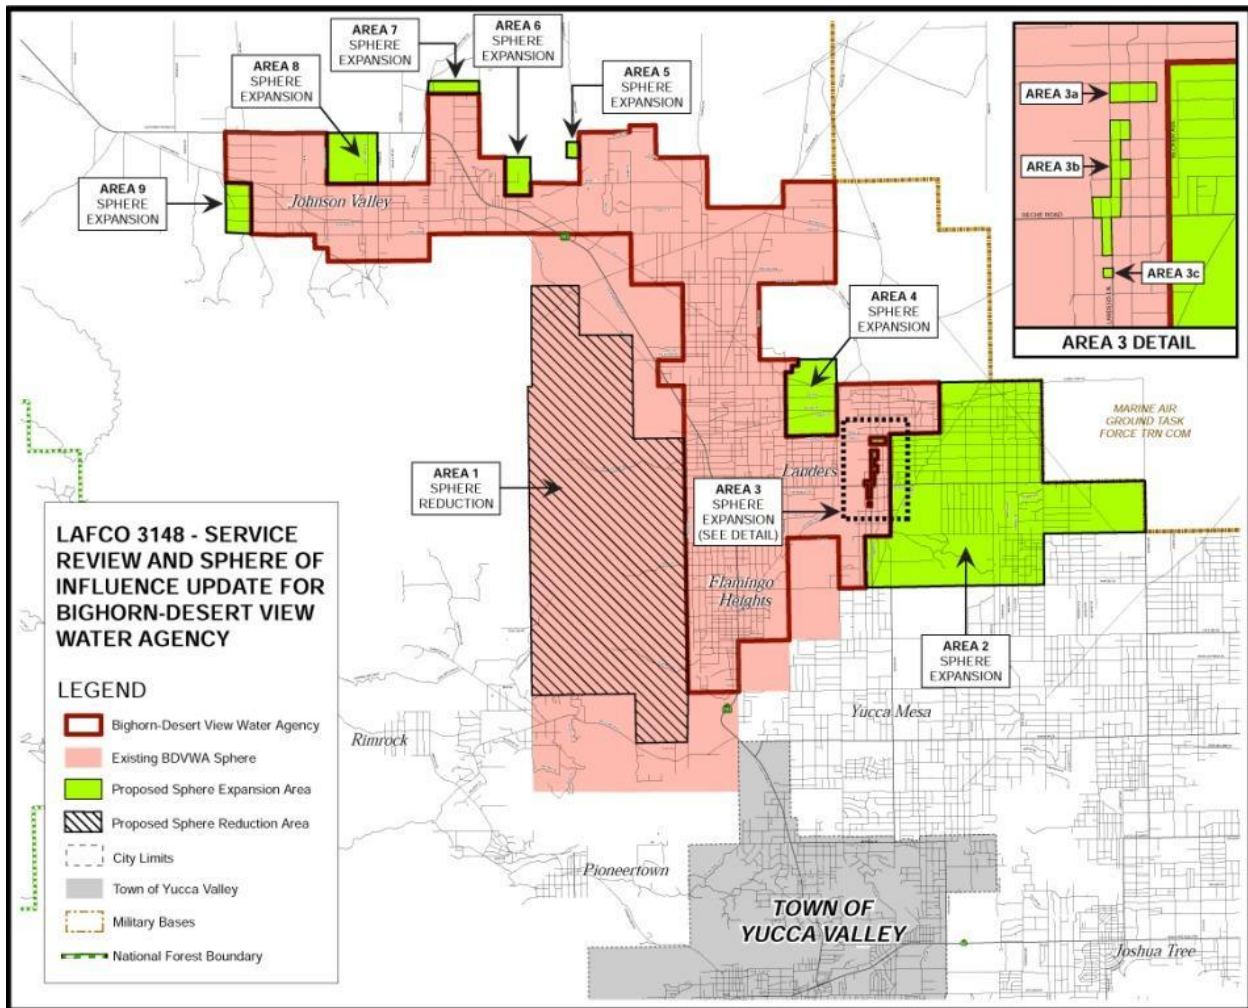 AREA 7
SPHERE
EXPANSION
AREA 6
SPHERE
EXPANSION
AREA 8
SPHERE
EXPANSION
AREA 5
SPHERE
EXPANSION
AREA 9
SPHERE
EXPANSION
Johnson Valley
AREA 3a
AREA 3b
BECHE ROAD
AREA 3c
AREA 3 DETAIL
AREA 4
SPHERE
EXPANSION
MARINE AIR
GROUND TASK
FORCE TRN COM
AREA 1
SPHERE
REDUCTION
Landers
AREA 3
SPHERE
EXPANSION
(SEE DETAIL)
Flamingo
Heights
AREA 2
SPHERE
EXPANSION
LAFCO 3148 - SERVICE
REVIEW AND SPHERE OF
INFLUENCE UPDATE FOR
BIGHORN-DESERT VIEW
WATER AGENCY
LEGEND
Bighorn-Desert View Water Agency
Existing BDVWA Sphere
Proposed Sphere Expansion Area
Proposed Sphere Reduction Area
City Limits
Town of Yucca Valley
Military Bases
National Forest Boundary
Rimrock
Yucca Mesa
Pioneertown
TOWN OF
YUCCA VALLEY
Joshua Tree